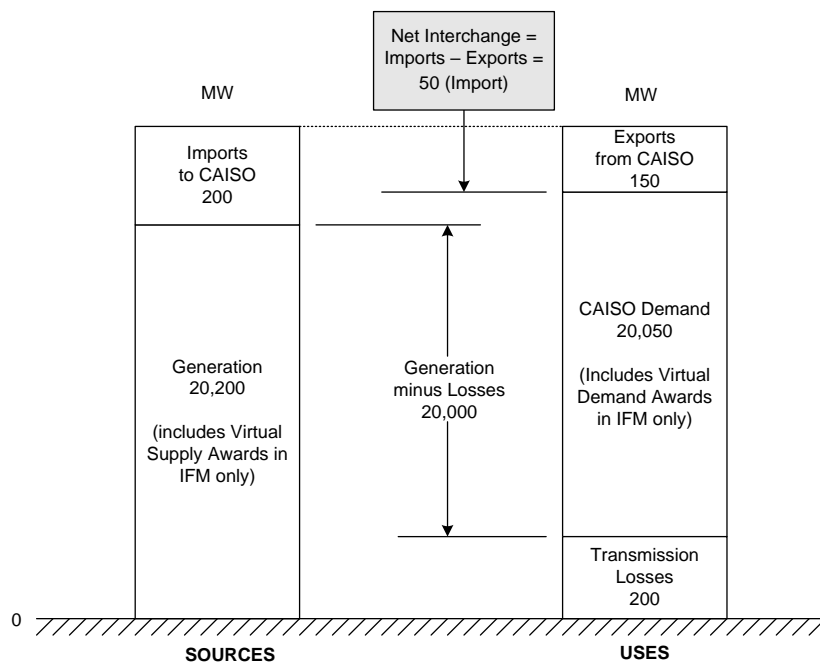 Net Interchange =
Imports – Exports =
50 (Import)
MW
MW
Imports
to CAISO
200
Exports
from CAISO
150
Generation
20,200
(includes Virtual
Supply Awards in
IFM only)
Generation
minus Losses
20,000
CAISO Demand
20,050
(Includes Virtual
Demand Awards
in IFM only)
Transmission
Losses
200
0
SOURCES
USES